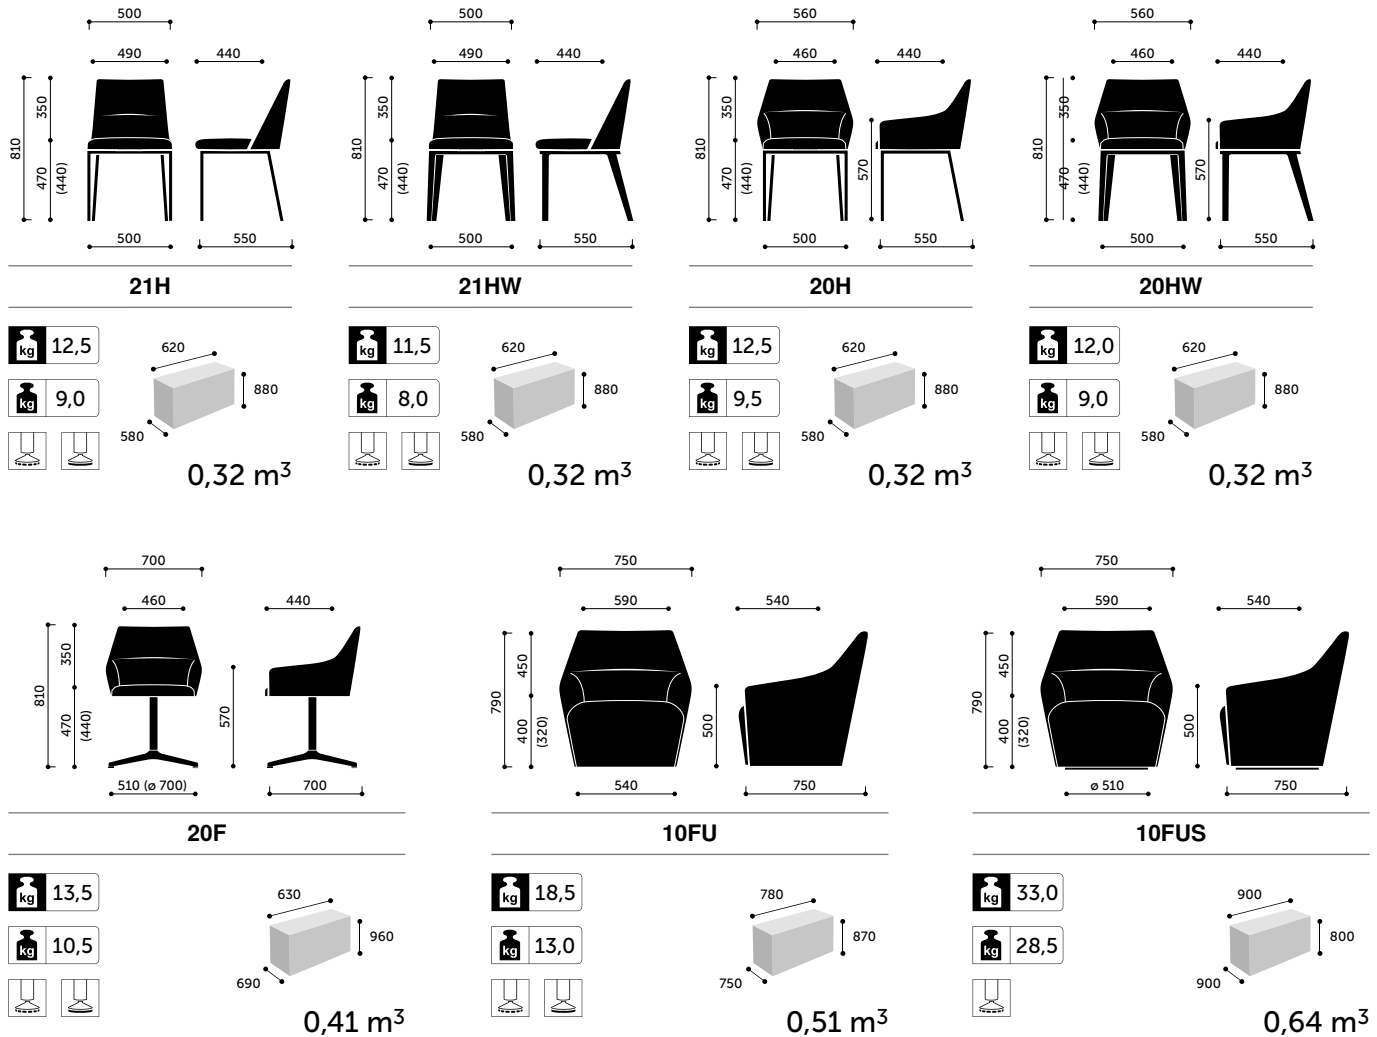 500
500
560
560
490 440
490 440
460 440
460 440
810 350 470 (440)
810 350 470 (440)
810 350 470 (440) 570
810 350 470 (440) 570
500 550
500 550
500 550
500 550
21H
21HW
20H
20HW
kg 12,5
620
880
kg 9,0
580
0,32 m³
kg 11,5
620
880
kg 8,0
580
0,32 m³
kg 12,5
620
880
kg 9,5
580
0,32 m³
kg 12,0
620
880
kg 9,0
580
0,32 m³
700
750
750
460 440
590 540
590 540
810 350 470 (440) 570
790 450 400 (320) 500
790 450 400 (320) 500
510 (ø 700) 700
540 750
ø 510 750
20F
10FU
10FUS
kg 13,5
630
960
kg 10,5
690
0,41 m³
kg 18,5
780
870
kg 13,0
750
0,51 m³
kg 33,0
900
800
kg 28,5
900
0,64 m³